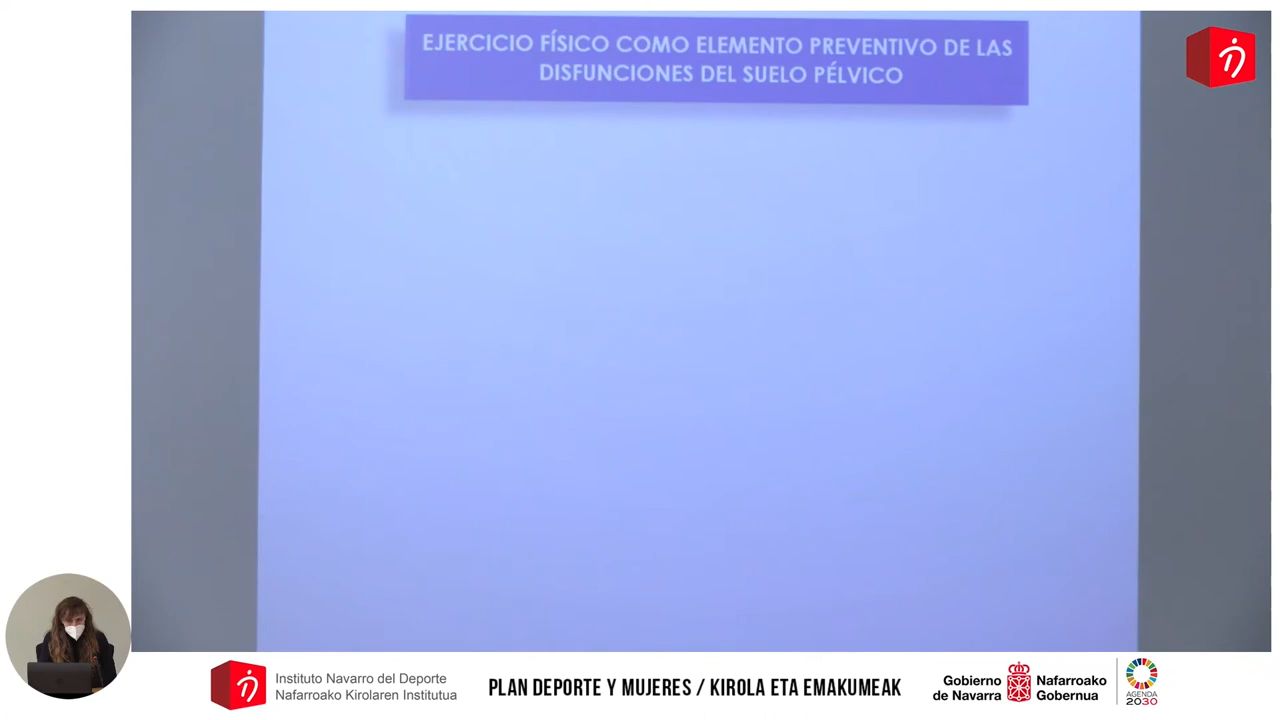 EJERCICIO FÍSICO COMO ELEMENTO PREVENTIVO DE LAS
DISFUNCIONES DEL SUELO PÉLVICO
Instituto Navarro del Deporte
Nafarroako Kirolaren Institutua
PLAN DEPORTE Y MUJERES / KIROLA ETA EMAKUMEAK
Gobierno
de Navarra
Nafarroako
Gobernua
AGENDA
2030